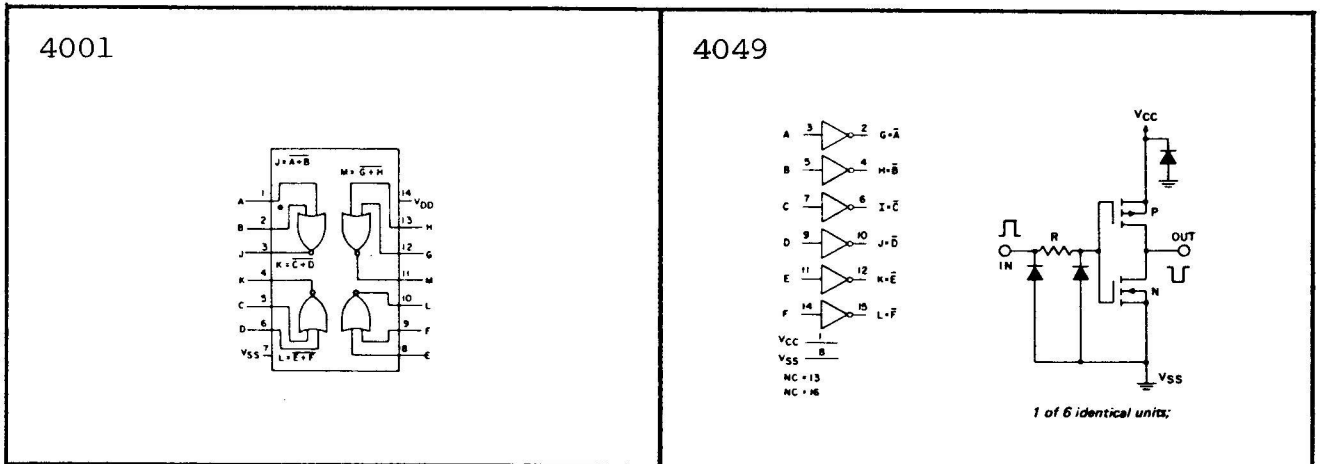 4001
J = A+B
M = G+H
A 1
B 2
J 3
K = C+D
K 4
C 5
D 6
VSS 7
L = E+F
14 VDD
13 H
12 G
11 M
10 L
9 F
8 E
4049
A 3 2 G=Ā
B 5 4 H=B̄
C 7 6 I=C̄
D 9 10 J=D̄
E 11 12 K=Ē
F 14 15 L=F̄
VCC 1
VSS 8
NC = 13
NC = 16
VCC
P
R
IN
OUT
N
VSS
1 of 6 identical units;